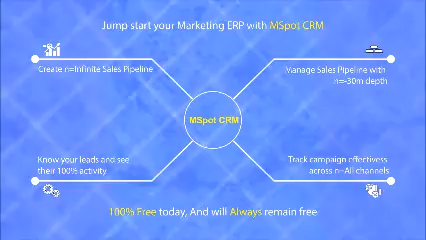 Jump start your Marketing ERP with MSpot CRM
Create n=Infinite Sales Pipeline
Manage Sales Pipeline with
n=-30m depth
MSpot CRM
Know your leads and see
their 100% activity
Track campaign effectivess
across n=All channels
100% Free today, And will Always remain free